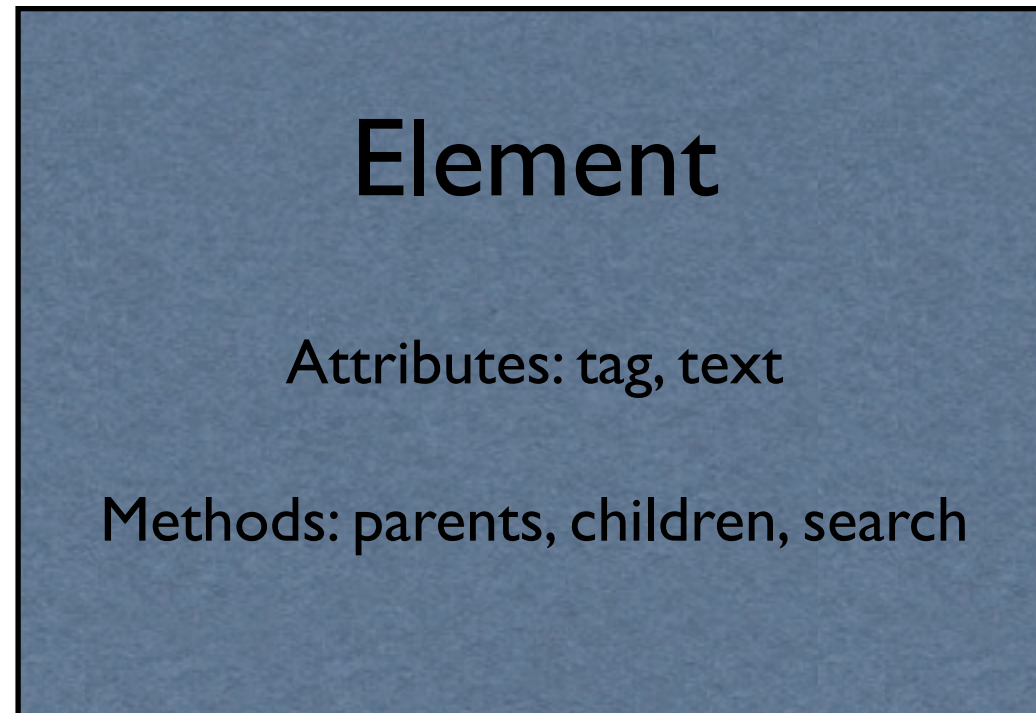 Element
Attributes: tag, text
Methods: parents, children, search